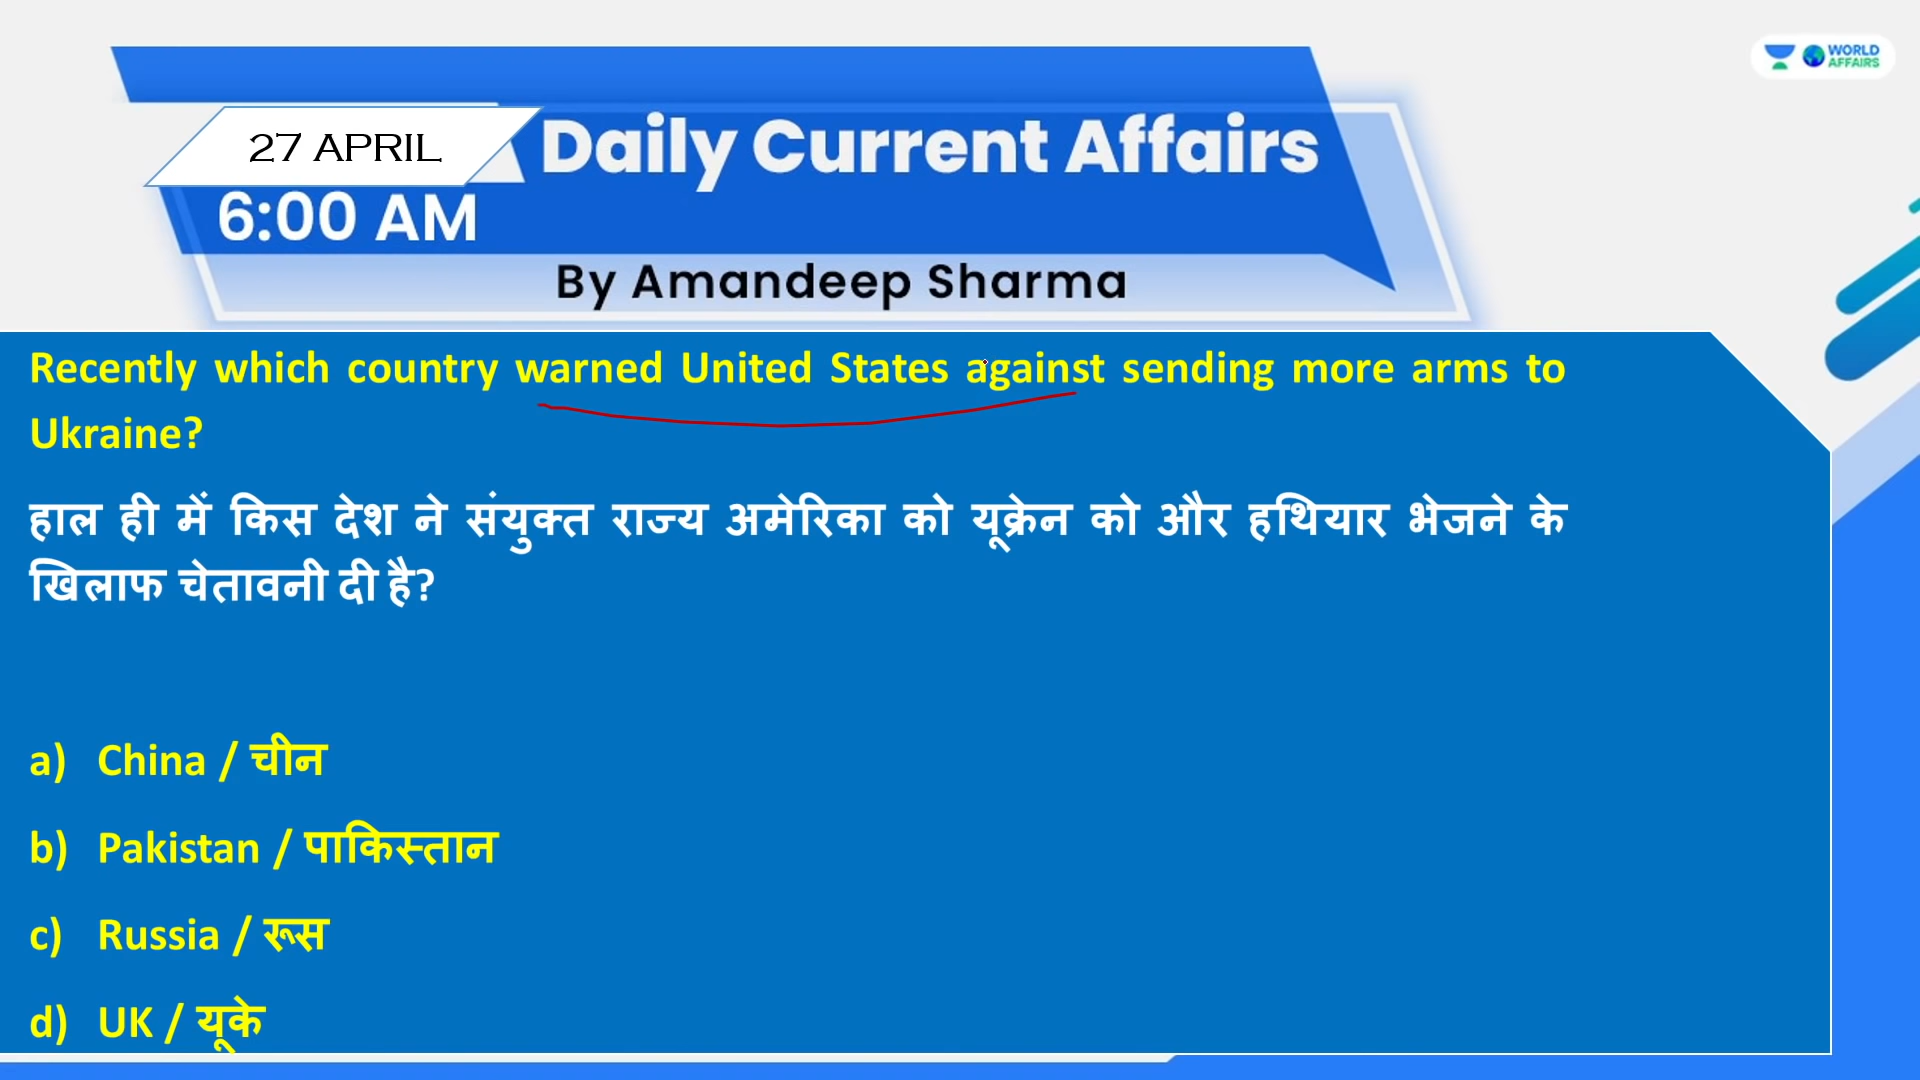 WORLD
AFFAIRS
27 APRIL
Daily Current Affairs
6:00 AM
By Amandeep Sharma
Recently which country warned United States against sending more arms to
Ukraine?
हाल ही में किस देश ने संयुक्त राज्य अमेरिका को यूक्रेन को और हथियार भेजने के
खिलाफ चेतावनी दी है?
a) China / चीन
b) Pakistan / पाकिस्तान
c) Russia / रूस
d) UK / यूके